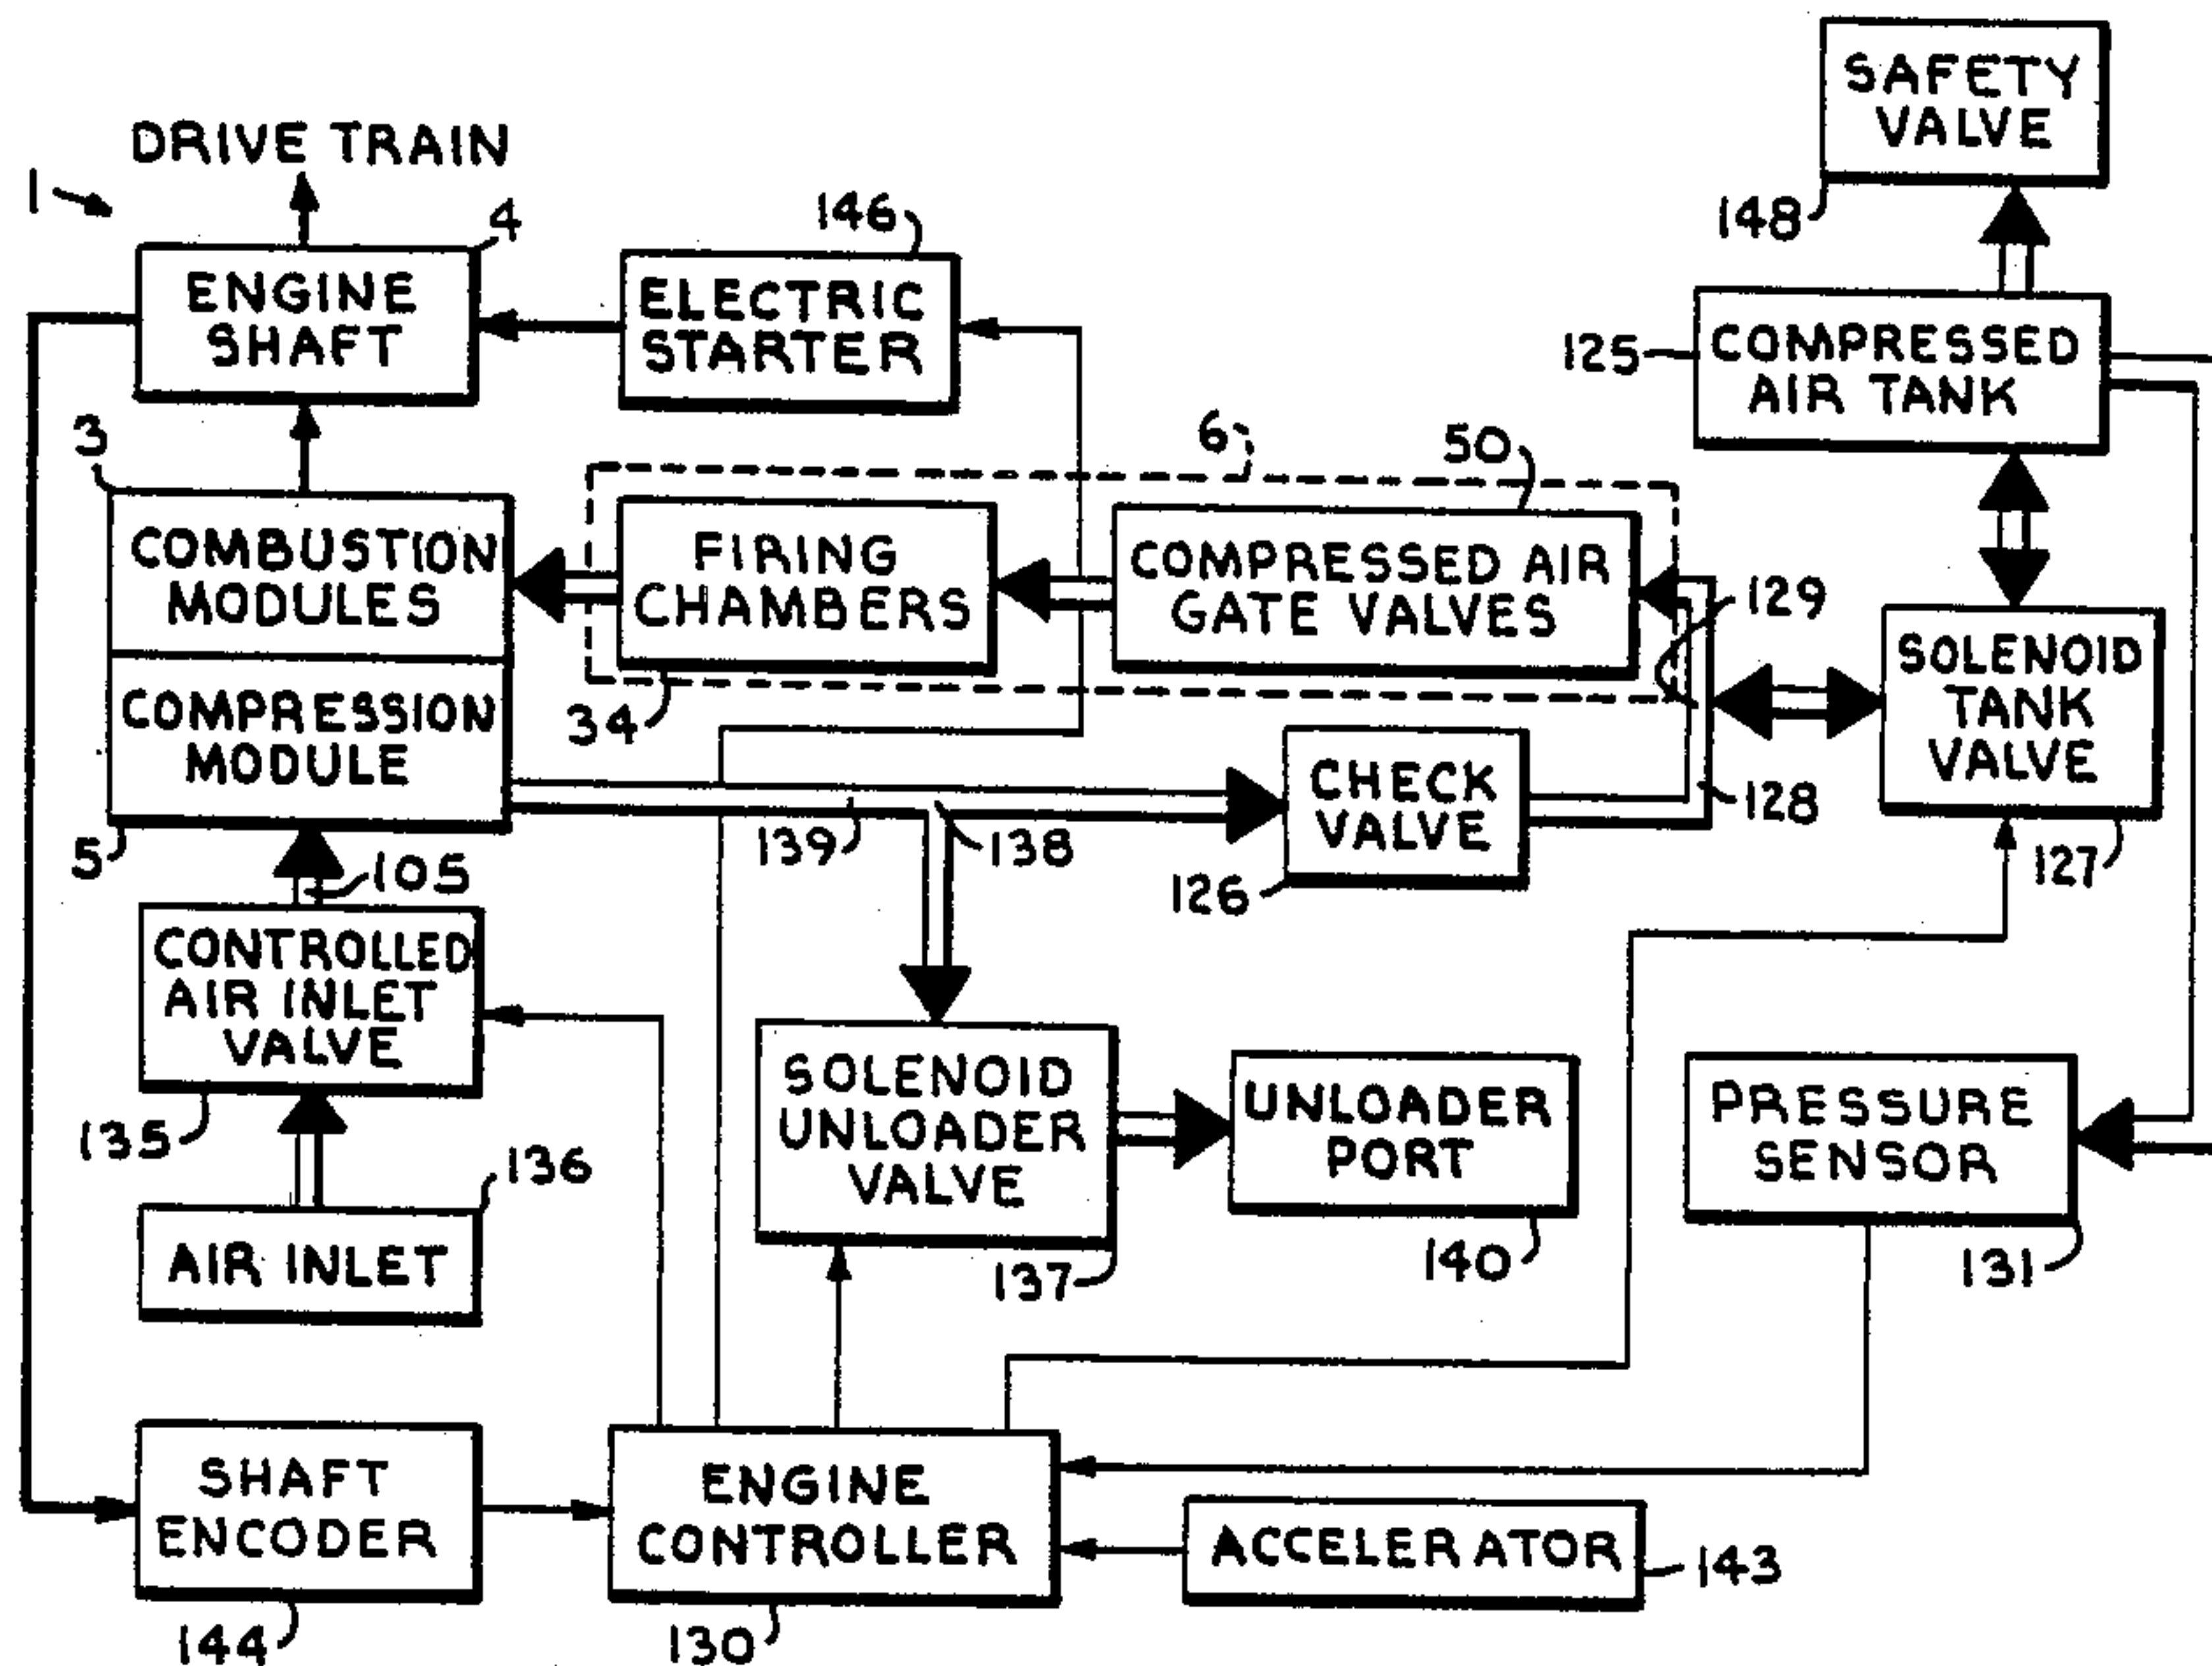 SAFETY
VALVE
148
DRIVE TRAIN
1
4
146
ENGINE
SHAFT
ELECTRIC
STARTER
125
COMPRESSED
AIR TANK
3
6
50
COMBUSTION
MODULES
FIRING
CHAMBERS
COMPRESSED AIR
GATE VALVES
129
SOLENOID
TANK
VALVE
COMPRESSION
MODULE
34
CHECK
VALVE
128
5
105
139
138
126
127
CONTROLLED
AIR INLET
VALVE
135
SOLENOID
UNLOADER
VALVE
UNLOADER
PORT
PRESSURE
SENSOR
136
AIR INLET
137
140
131
SHAFT
ENCODER
ENGINE
CONTROLLER
ACCELERATOR
143
144
130